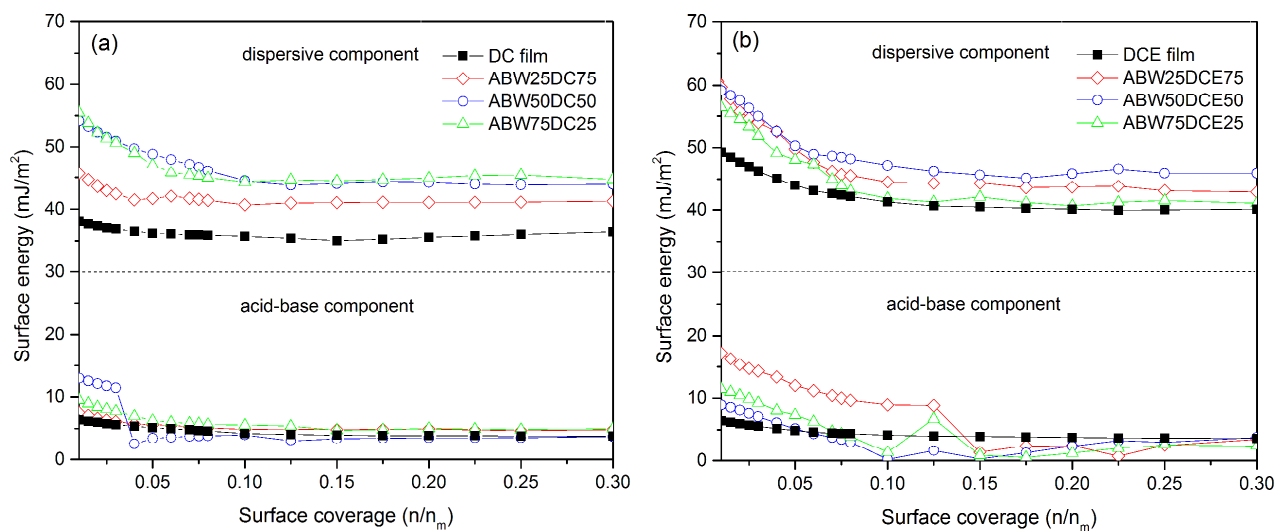 (a)
dispersive component
DC film
ABW25DC75
ABW50DC50
ABW75DC25
acid-base component
Surface energy (mJ/m²)
70
60
50
40
30
20
10
0
0.05
0.10
0.15
0.20
0.25
0.30
Surface coverage (n/nₘ)
(b)
dispersive component
DCE film
ABW25DCE75
ABW50DCE50
ABW75DCE25
acid-base component
Surface energy (mJ/m²)
70
60
50
40
30
20
10
0
0.05
0.10
0.15
0.20
0.25
0.30
Surface coverage (n/nₘ)